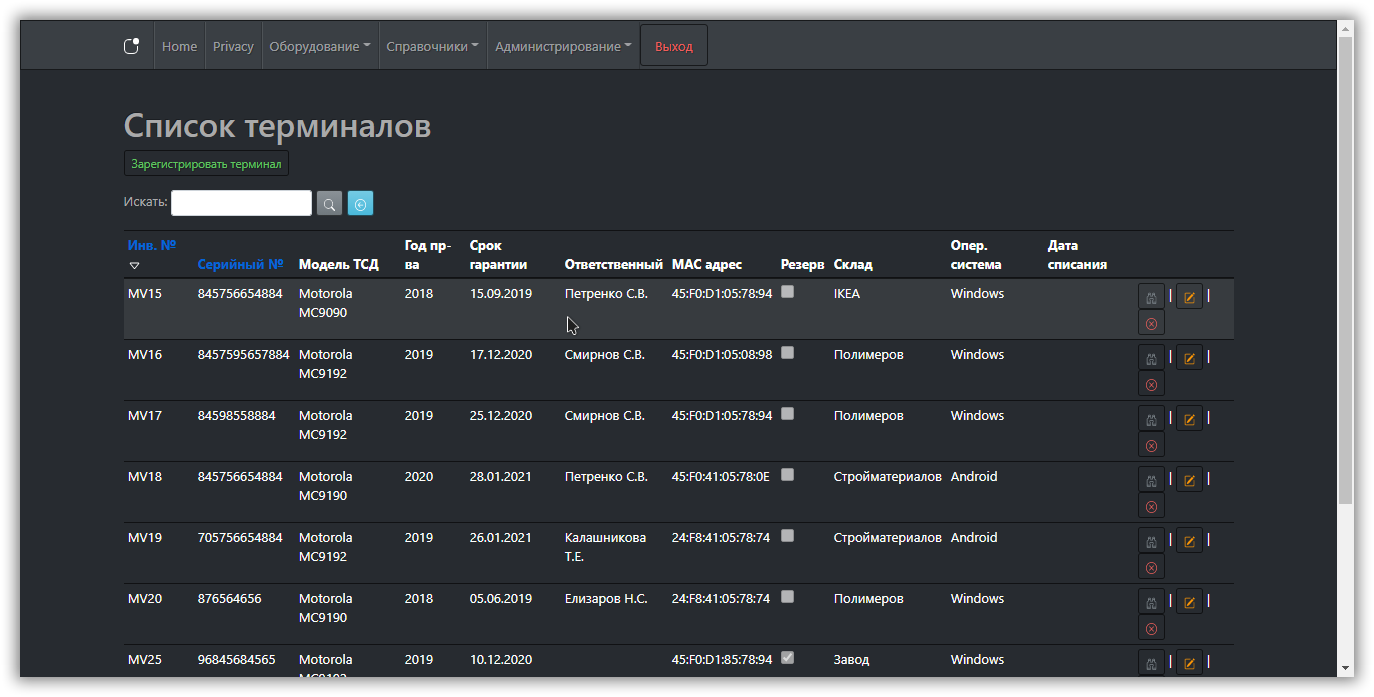 Home Privacy Оборудование Справочники Администрирование Выход
Список терминалов
Зарегистрировать терминал
Искать:
Инв. № Серийный № Модель ТСД Год пр-ва Срок гарантии Ответственный MAC адрес Резерв Склад Опер. система Дата списания
MV15 845756654884 Motorola MC9090 2018 15.09.2019 Петренко С.В. 45:F0:D1:05:78:94 IKEA Windows | |
MV16 8457595657884 Motorola MC9192 2019 17.12.2020 Смирнов С.В. 45:F0:D1:05:08:98 Полимеров Windows | |
MV17 84598558884 Motorola MC9192 2019 25.12.2020 Смирнов С.В. 45:F0:D1:05:78:94 Полимеров Windows | |
MV18 845756654884 Motorola MC9190 2020 28.01.2021 Петренко С.В. 45:F0:41:05:78:0E Стройматериалов Android | |
MV19 705756654884 Motorola MC9192 2019 26.01.2021 Калашникова Т.Е. 24:F8:41:05:78:74 Стройматериалов Android | |
MV20 876564656 Motorola MC9190 2018 05.06.2019 Елизаров Н.С. 24:F8:41:05:78:74 Полимеров Windows | |
MV25 96845684565 Motorola 2019 10.12.2020 45:F0:D1:85:78:94 Завод Windows | |